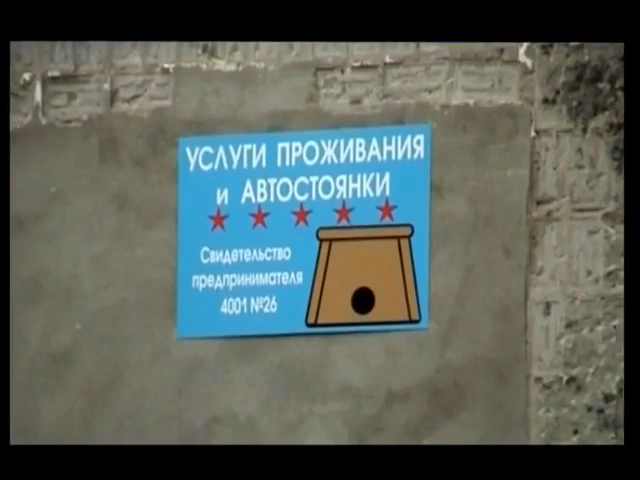 УСЛУГИ ПРОЖИВАНИЯ
и АВТОСТОЯНКИ
Свидетельство
предпринимателя
4001 №26